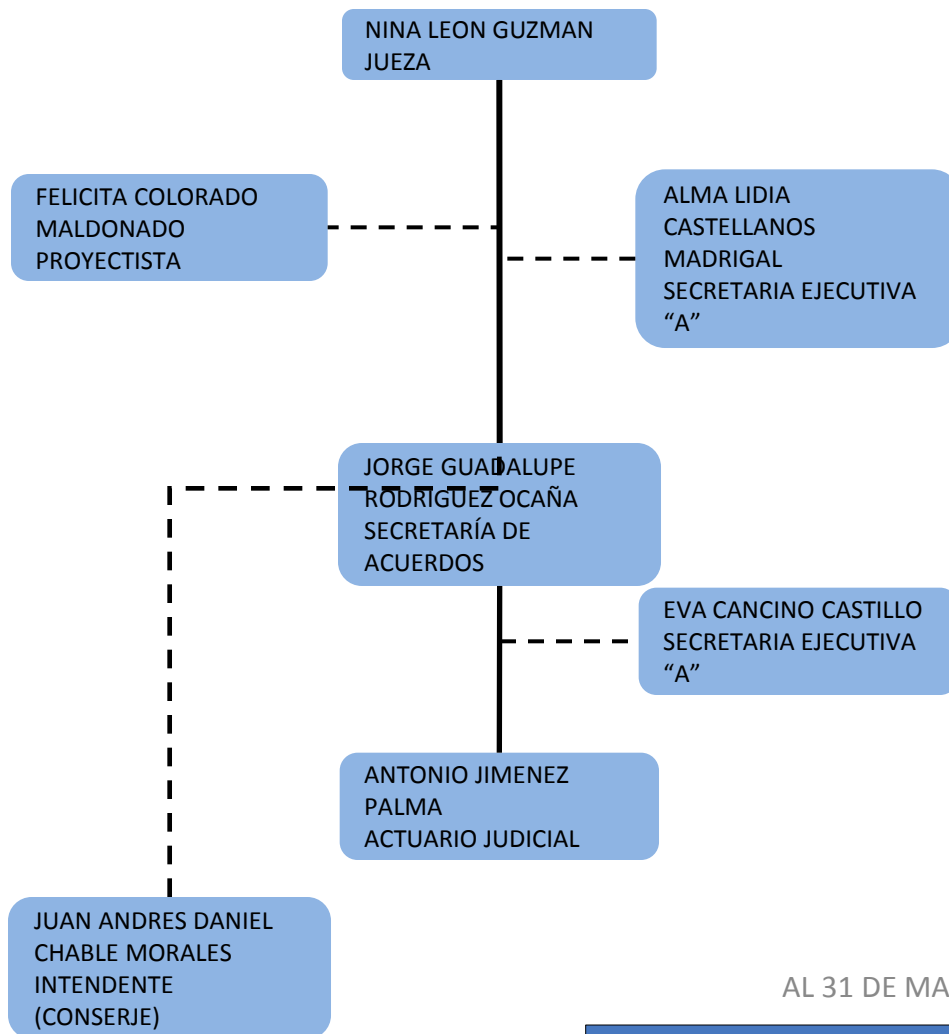 NINA LEON GUZMAN
JUEZA
FELICITA COLORADO
MALDONADO
PROYECTISTA
ALMA LIDIA
CASTELLANOS
MADRIGAL
SECRETARIA EJECUTIVA
“A”
JORGE GUADALUPE
RODRIGUEZ OCAÑA
SECRETARÍA DE
ACUERDOS
EVA CANCINO CASTILLO
SECRETARIA EJECUTIVA
“A”
ANTONIO JIMENEZ
PALMA
ACTUARIO JUDICIAL
JUAN ANDRES DANIEL
CHABLE MORALES
INTENDENTE
(CONSERJE)
AL 31 DE MA